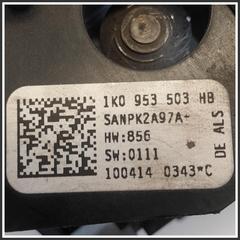 1K0 953 503 HB
SANPK2A97A-
HW:856
SW:0111
100414 0343*C
DE ALS